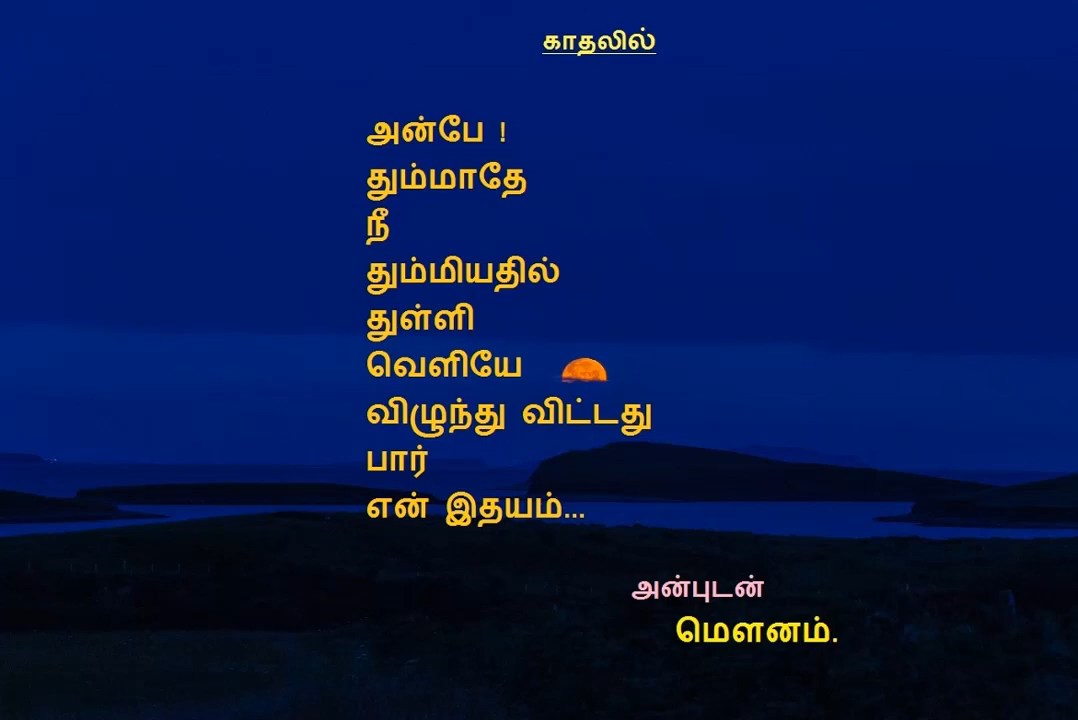 காதலில்
அன்பே !
தும்மாதே
நீ
தும்மியதில்
துள்ளி
வெளியே
விழுந்து விட்டது
பார்
என் இதயம்...
அன்புடன்
மௌனம்.